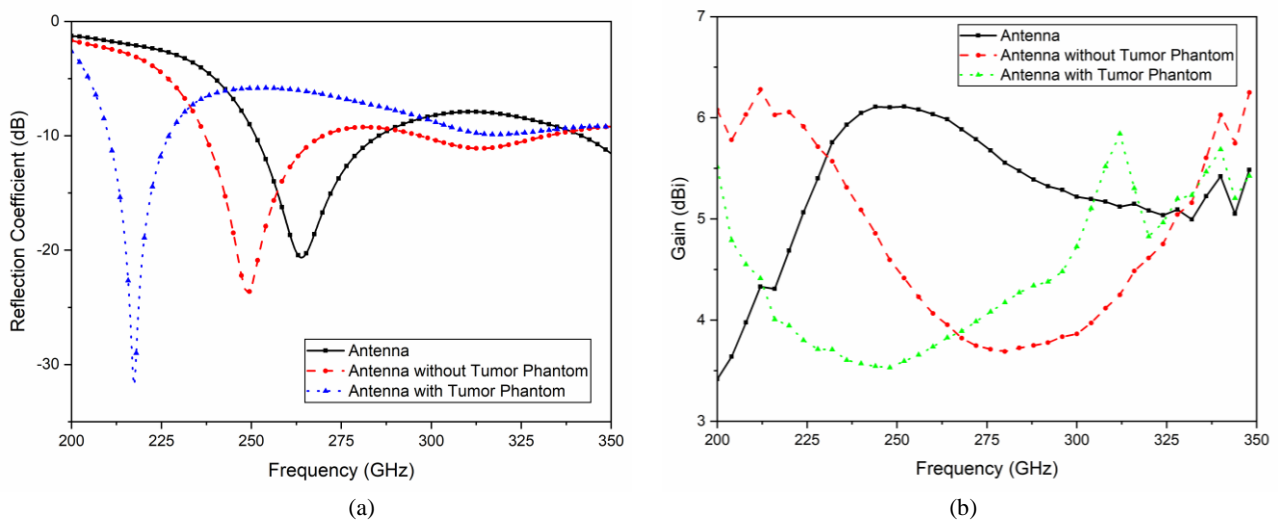 0
-10
-20
-30
Reflection Coefficient (dB)
Antenna
Antenna without Tumor Phantom
Antenna with Tumor Phantom
200 225 250 275 300 325 350
Frequency (GHz)
(a)
7
6
5
4
3
Gain (dBi)
Antenna
Antenna without Tumor Phantom
Antenna with Tumor Phantom
200 225 250 275 300 325 350
Frequency (GHz)
(b)